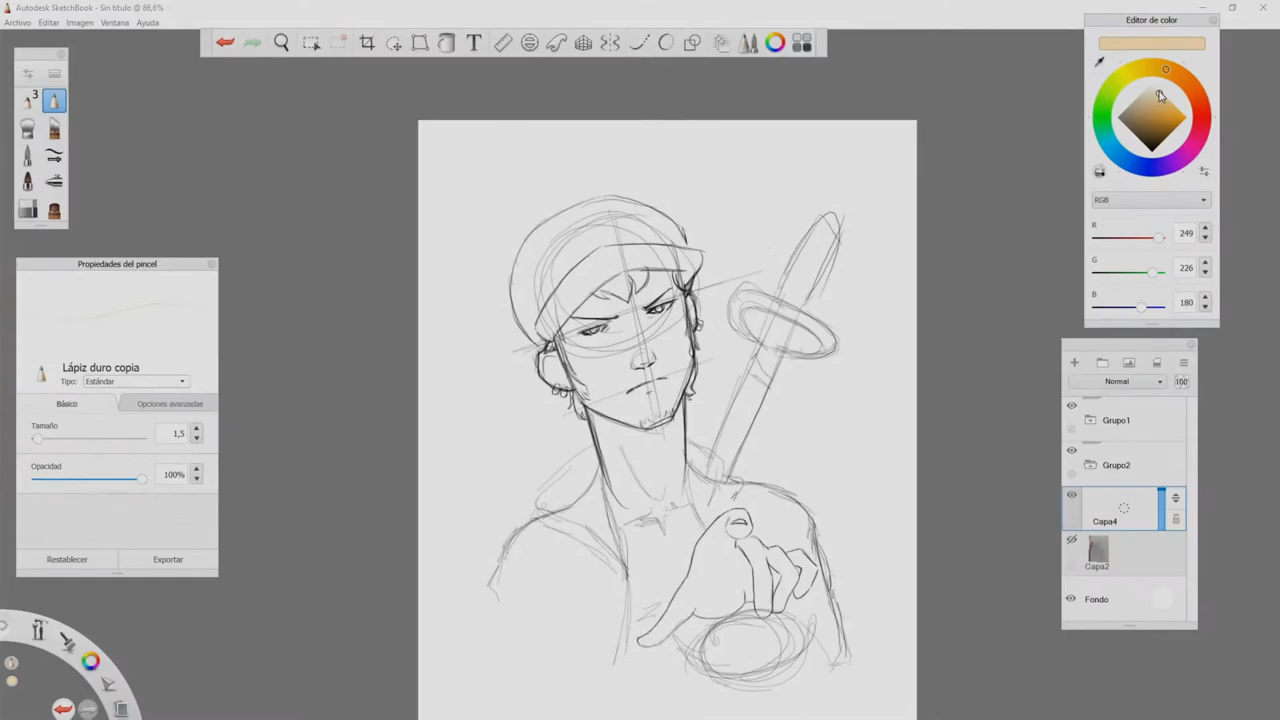 Autodesk SketchBook - Sin título @ 86,6%
Archivo Editar Imagen Ventana Ayuda
Editor de color
3
RGB
R 249
G 226
B 180
Propiedades del pincel
Lápiz duro copia
Tipo: Estándar
Básico Opciones avanzadas
Tamaño
1,5
Opacidad
100%
Restablecer Exportar
Normal 100
Grupo1
Grupo2
Capa4
Capa2
Fondo